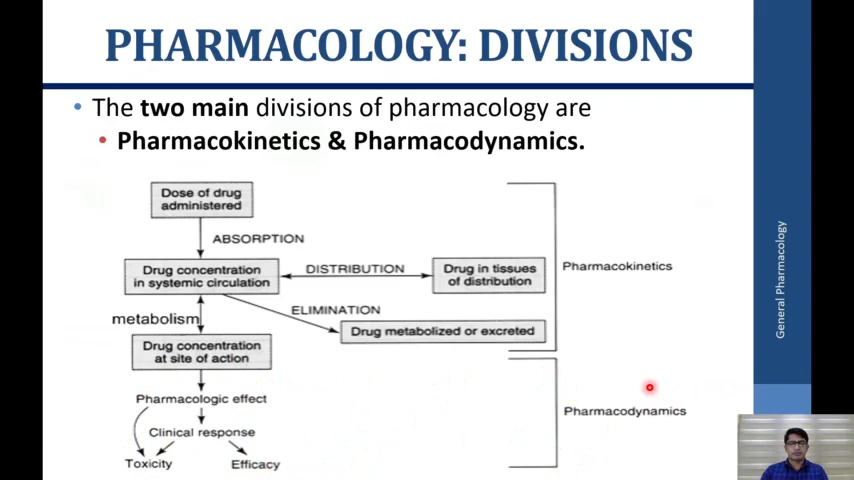 PHARMACOLOGY: DIVISIONS
• The two main divisions of pharmacology are
• Pharmacokinetics & Pharmacodynamics.
Dose of drug
administered
ABSORPTION
Drug concentration
in systemic circulation
DISTRIBUTION
Drug in tissues
of distribution
Pharmacokinetics
ELIMINATION
metabolism
Drug metabolized or excreted
Drug concentration
at site of action
Pharmacologic effect
Pharmacodynamics
Clinical response
Toxicity
Efficacy
General Pharmacology